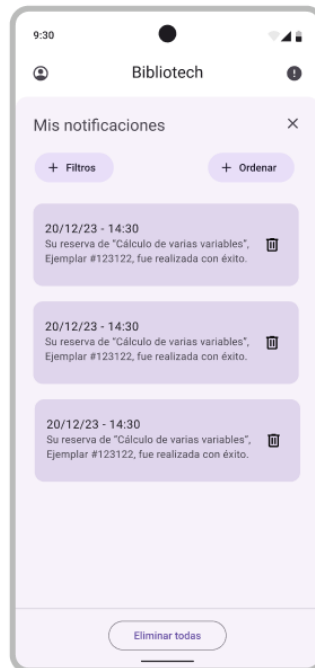 9:30
Bibliotech
Mis notificaciones
+ Filtros
+ Ordenar
20/12/23 - 14:30
Su reserva de "Cálculo de varias variables",
Ejemplar #123122, fue realizada con éxito.
20/12/23 - 14:30
Su reserva de "Cálculo de varias variables",
Ejemplar #123122, fue realizada con éxito.
20/12/23 - 14:30
Su reserva de "Cálculo de varias variables",
Ejemplar #123122, fue realizada con éxito.
Eliminar todas